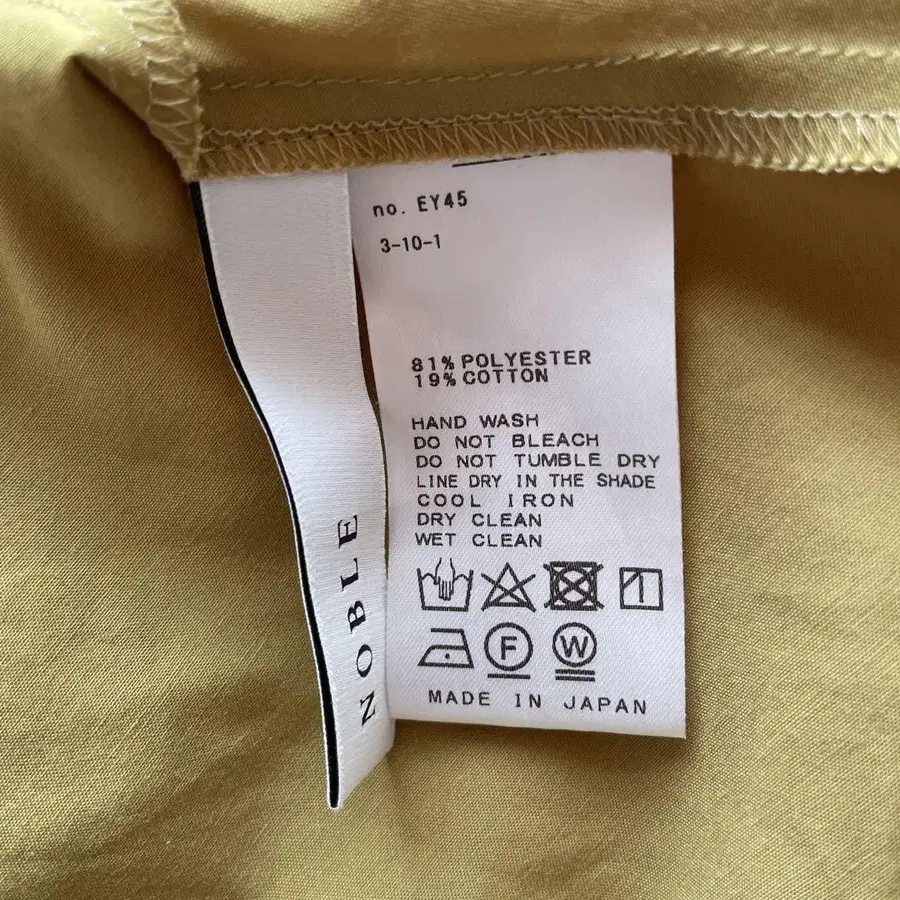 no. EY45
3-10-1
81% POLYESTER
19% COTTON
HAND WASH
DO NOT BLEACH
DO NOT TUMBLE DRY
LINE DRY IN THE SHADE
COOL IRON
DRY CLEAN
WET CLEAN
F W
MADE IN JAPAN
NOBLE